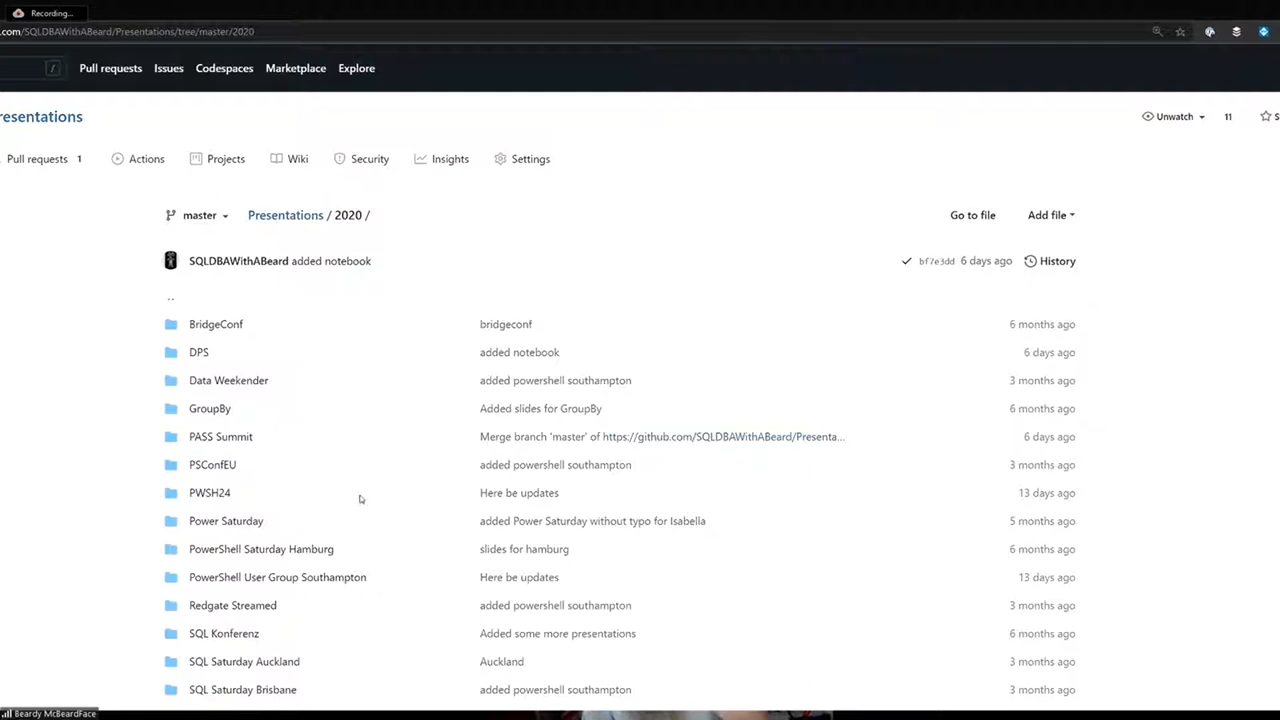 Recording...
.com/SQLDBAWithABeard/Presentations/tree/master/2020
/ Pull requests Issues Codespaces Marketplace Explore
resentations Unwatch 11 S
Pull requests 1 Actions Projects Wiki Security Insights Settings
master Presentations / 2020 / Go to file Add file
SQLDBAWithABeard added notebook bf7e3dd 6 days ago History
..
BridgeConf bridgeconf 6 months ago
DPS added notebook 6 days ago
Data Weekender added powershell southampton 3 months ago
GroupBy Added slides for GroupBy 6 months ago
PASS Summit Merge branch 'master' of https://github.com/SQLDBAWithABeard/Presenta... 6 days ago
PSConfEU added powershell southampton 3 months ago
PWSH24 Here be updates 13 days ago
Power Saturday added Power Saturday without typo for Isabella 5 months ago
PowerShell Saturday Hamburg slides for hamburg 6 months ago
PowerShell User Group Southampton Here be updates 13 days ago
Redgate Streamed added powershell southampton 3 months ago
SQL Konferenz Added some more presentations 6 months ago
SQL Saturday Auckland Auckland 3 months ago
SQL Saturday Brisbane added powershell southampton 3 months ago
Beardy McBeardFace